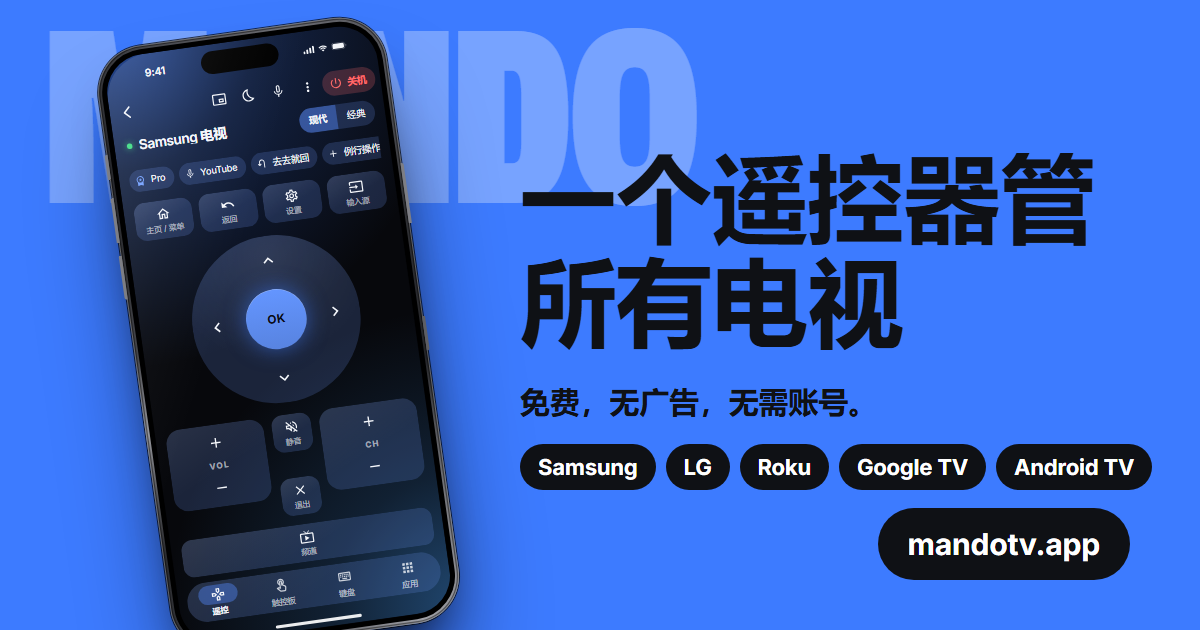 MANDO
9:41
关机
Samsung 电视
现代
经典
Pro
YouTube
去去就回
例行操作
主页 / 菜单
返回
设置
输入源
OK
VOL
静音
CH
退出
频道
遥控
触控板
键盘
应用
一个遥控器管
所有电视
免费，无广告，无需账号。
Samsung
LG
Roku
Google TV
Android TV
mandotv.app